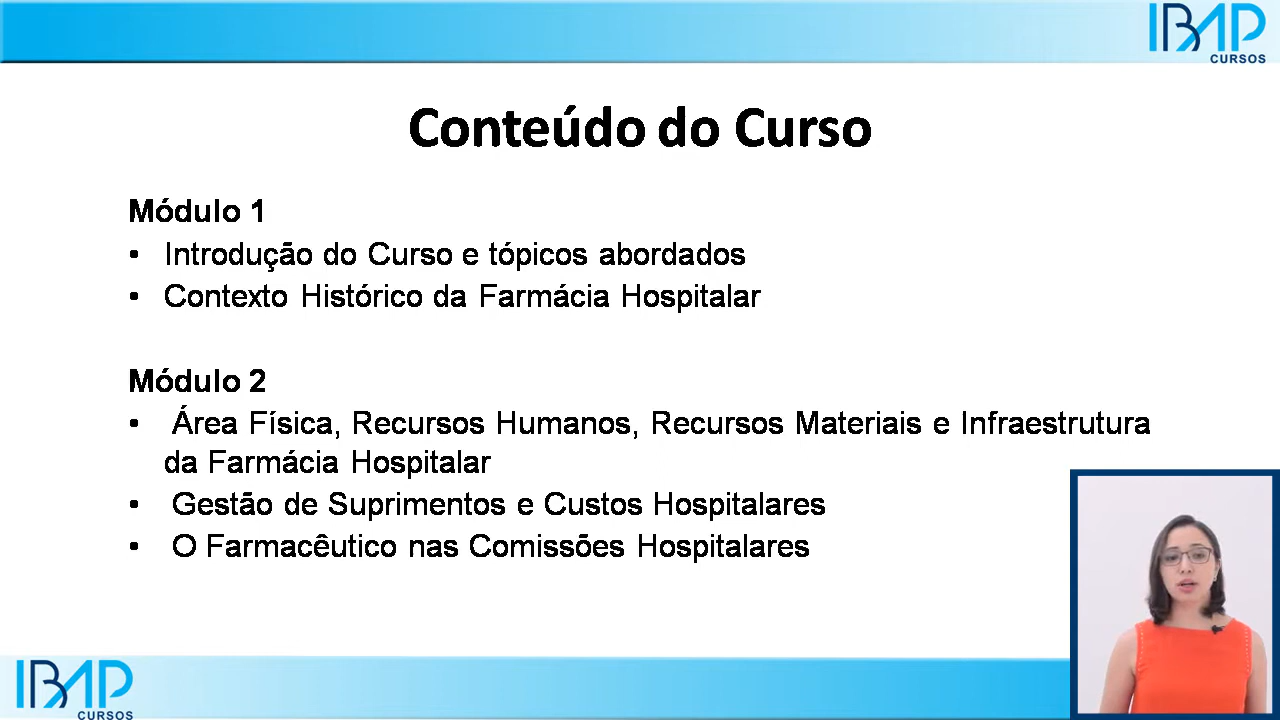 IBAP
CURSOS
Conteúdo do Curso
Módulo 1
• Introdução do Curso e tópicos abordados
• Contexto Histórico da Farmácia Hospitalar
Módulo 2
• Área Física, Recursos Humanos, Recursos Materiais e Infraestrutura
da Farmácia Hospitalar
• Gestão de Suprimentos e Custos Hospitalares
• O Farmacêutico nas Comissões Hospitalares
IBAP
CURSOS